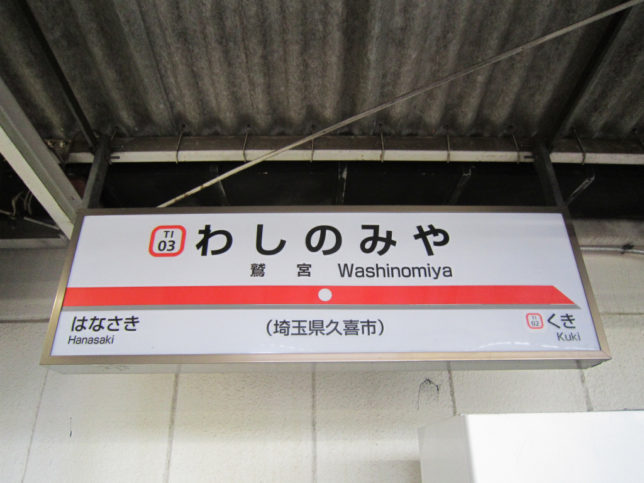 TI
03
わしのみや
鷲宮 Washinomiya
はなさき
Hanasaki
(埼玉県久喜市)
TI
02
くき
Kuki